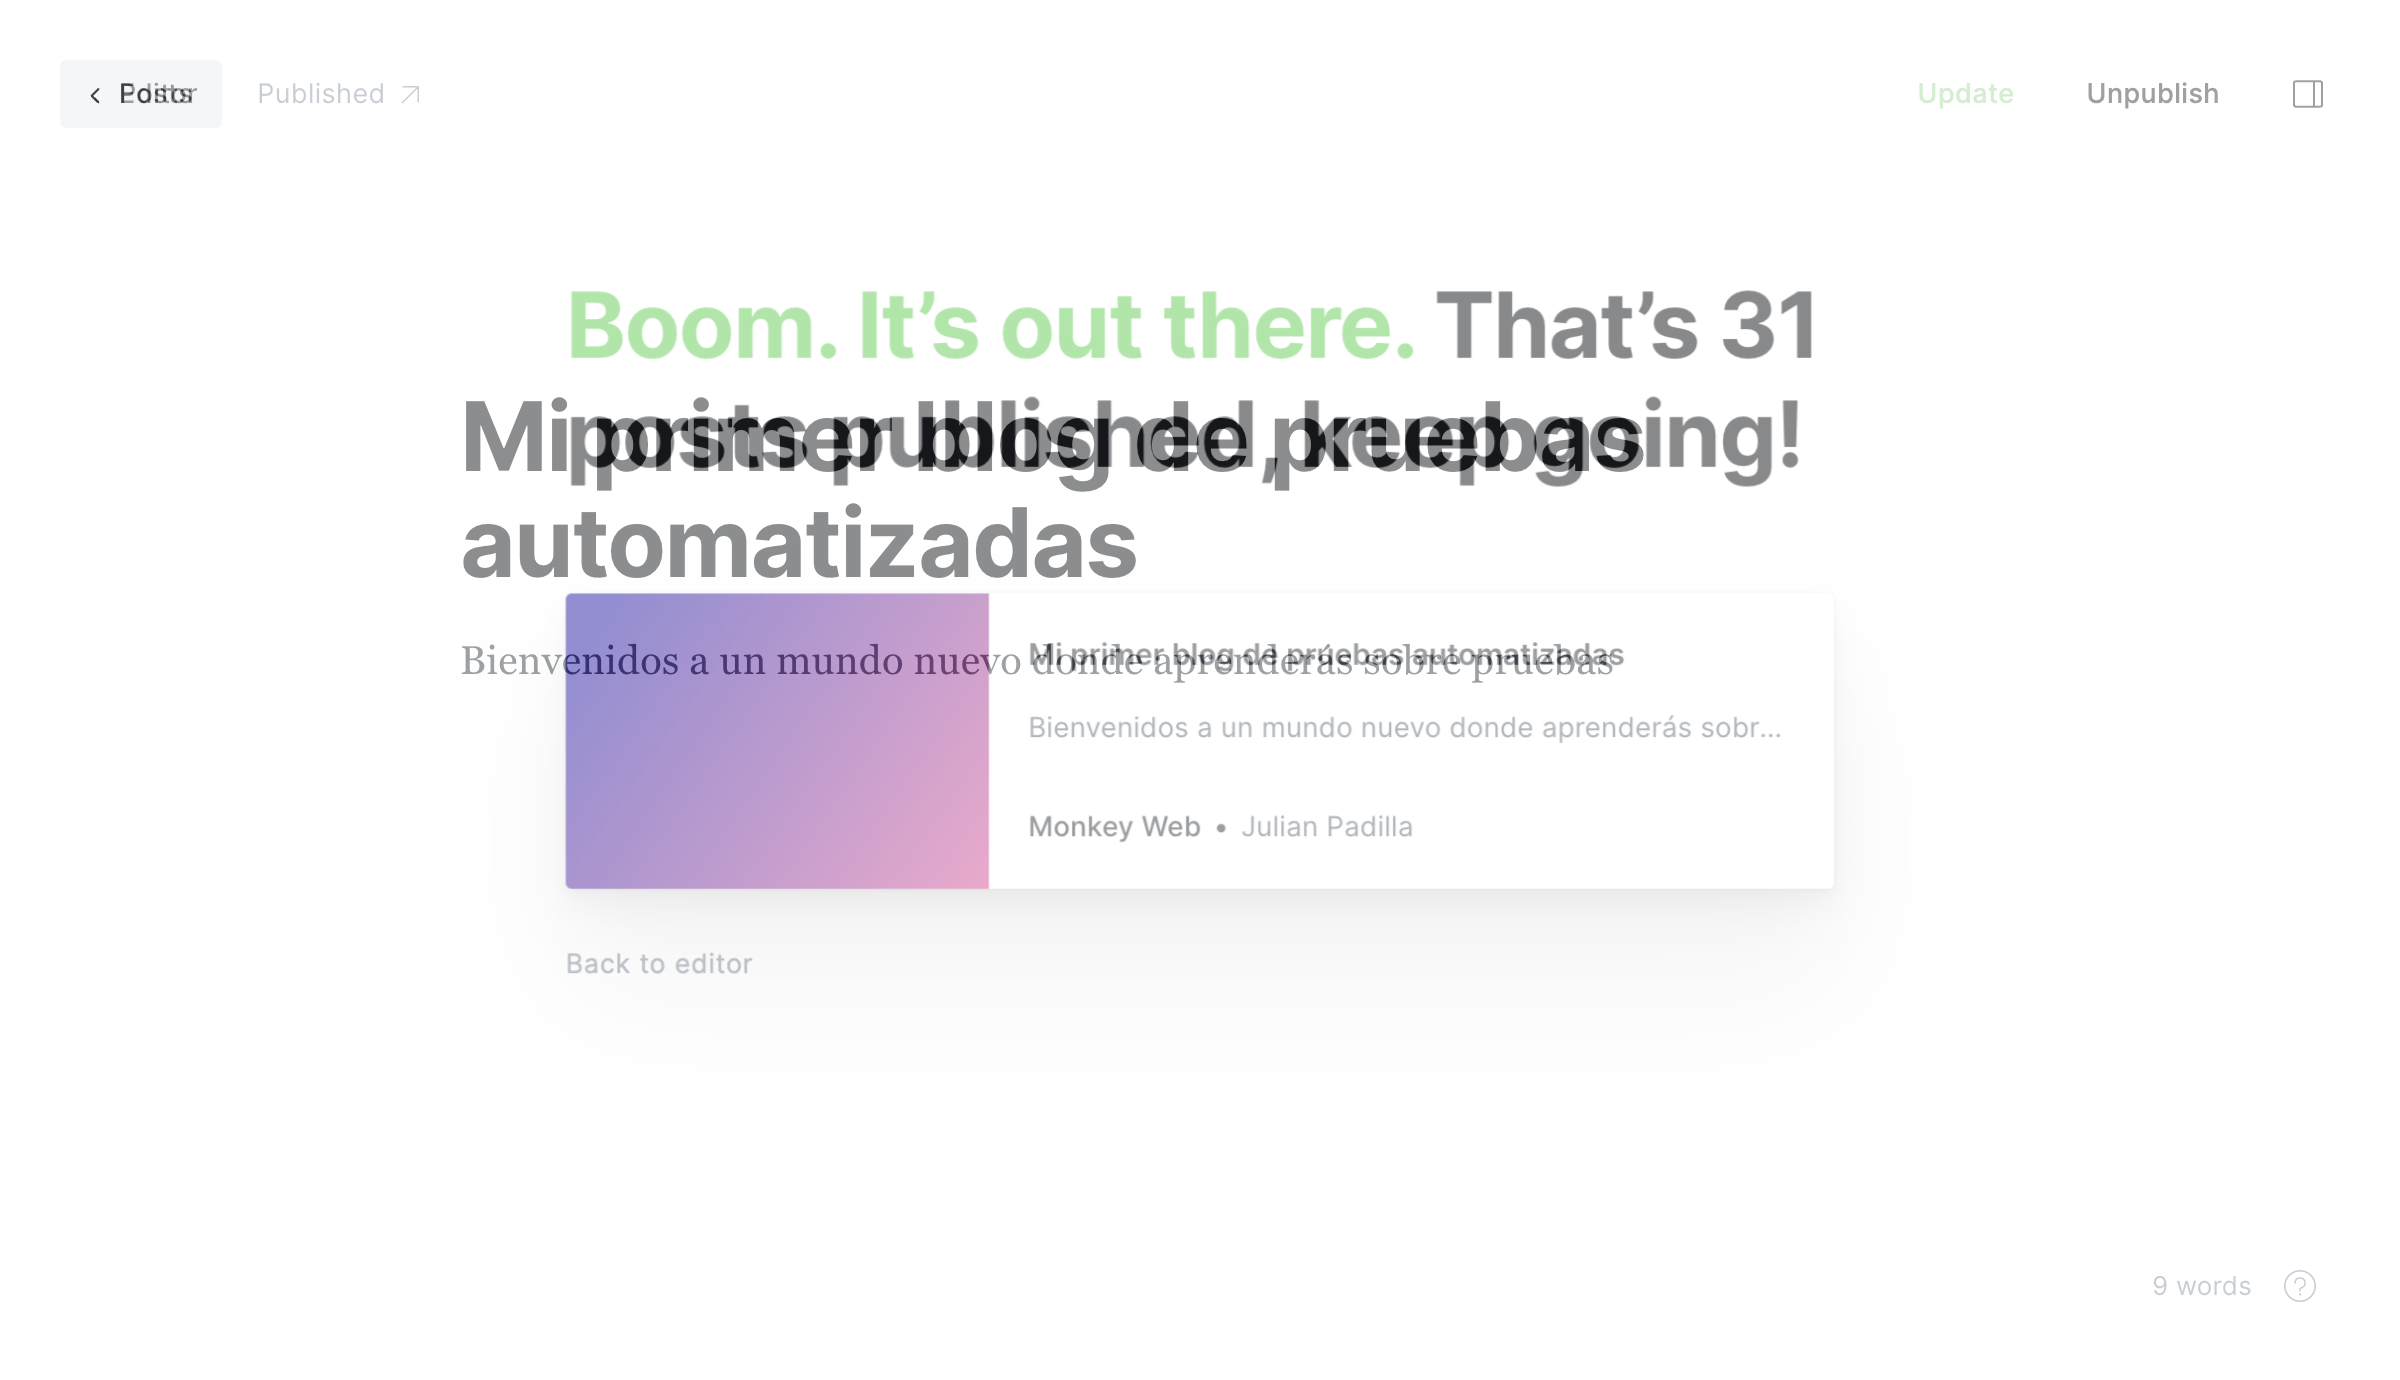 Editor
Posts
Published
Update
Unpublish
Boom. It’s out there. That’s 31
posts published, keep going!
Mi primer blog de pruebas
automatizadas
Bienvenidos a un mundo nuevo donde aprenderás sobre pruebas
Mi primer blog de pruebas automatizadas
Bienvenidos a un mundo nuevo donde aprenderás sobr...
Monkey Web • Julian Padilla
Back to editor
9 words